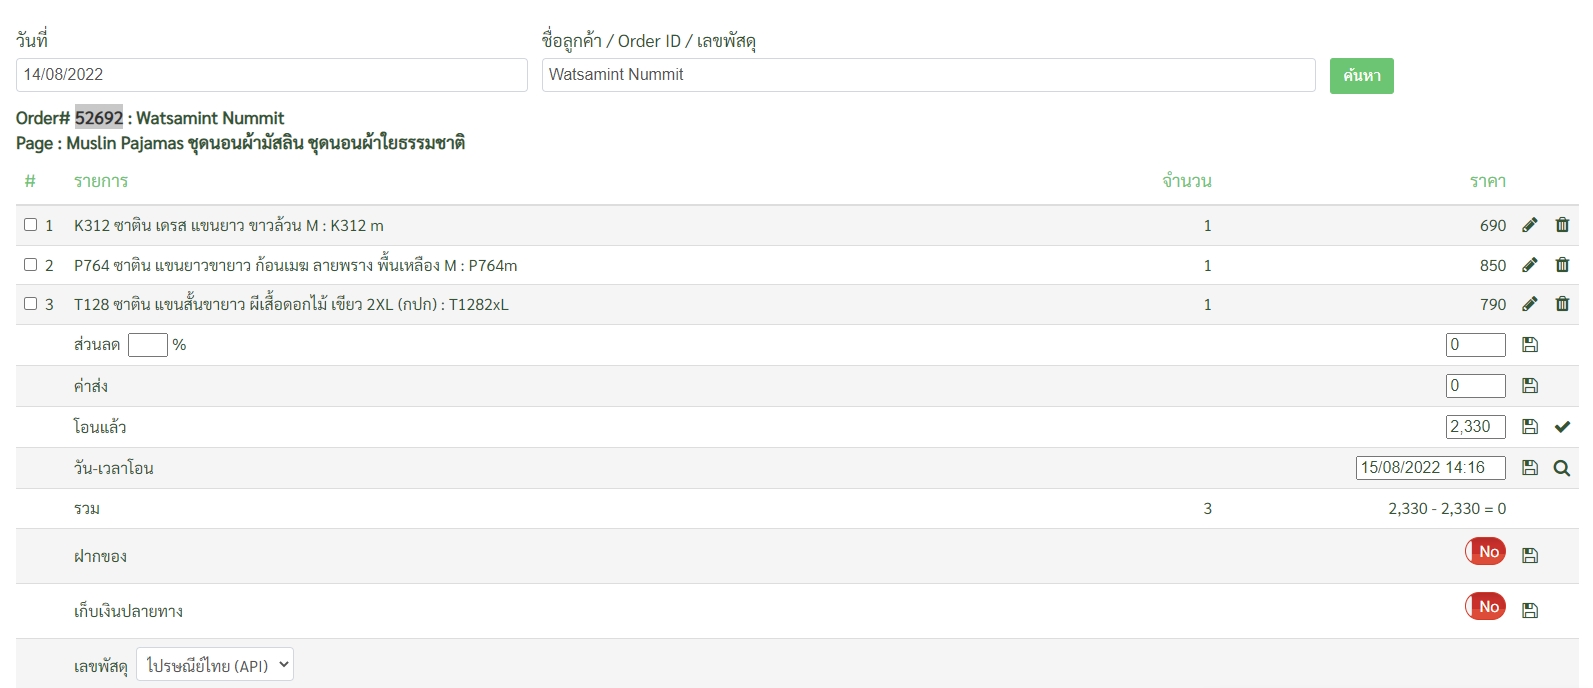 วันที่ ชื่อลูกค้า / Order ID / เลขพัสดุ
14/08/2022 Watsamint Nummit ค้นหา
Order# 52692 : Watsamint Nummit
Page : Muslin Pajamas ชุดนอนผ้ามัสลิน ชุดนอนผ้าใยธรรมชาติ
# รายการ จำนวน ราคา
1 K312 ซาติน เดรส แขนยาว ขาวล้วน M : K312 m 1 690
2 P764 ซาติน แขนยาวขายาว ก้อนเมฆ ลายพราง พื้นเหลือง M : P764m 1 850
3 T128 ซาติน แขนสั้นขายาว ผีเสื้อดอกไม้ เขียว 2XL (กปก) : T1282xL 1 790
ส่วนลด % 0
ค่าส่ง 0
โอนแล้ว 2,330
วัน-เวลาโอน 15/08/2022 14:16
รวม 3 2,330 - 2,330 = 0
ฝากของ No
เก็บเงินปลายทาง No
เลขพัสดุ ไปรษณีย์ไทย (API)